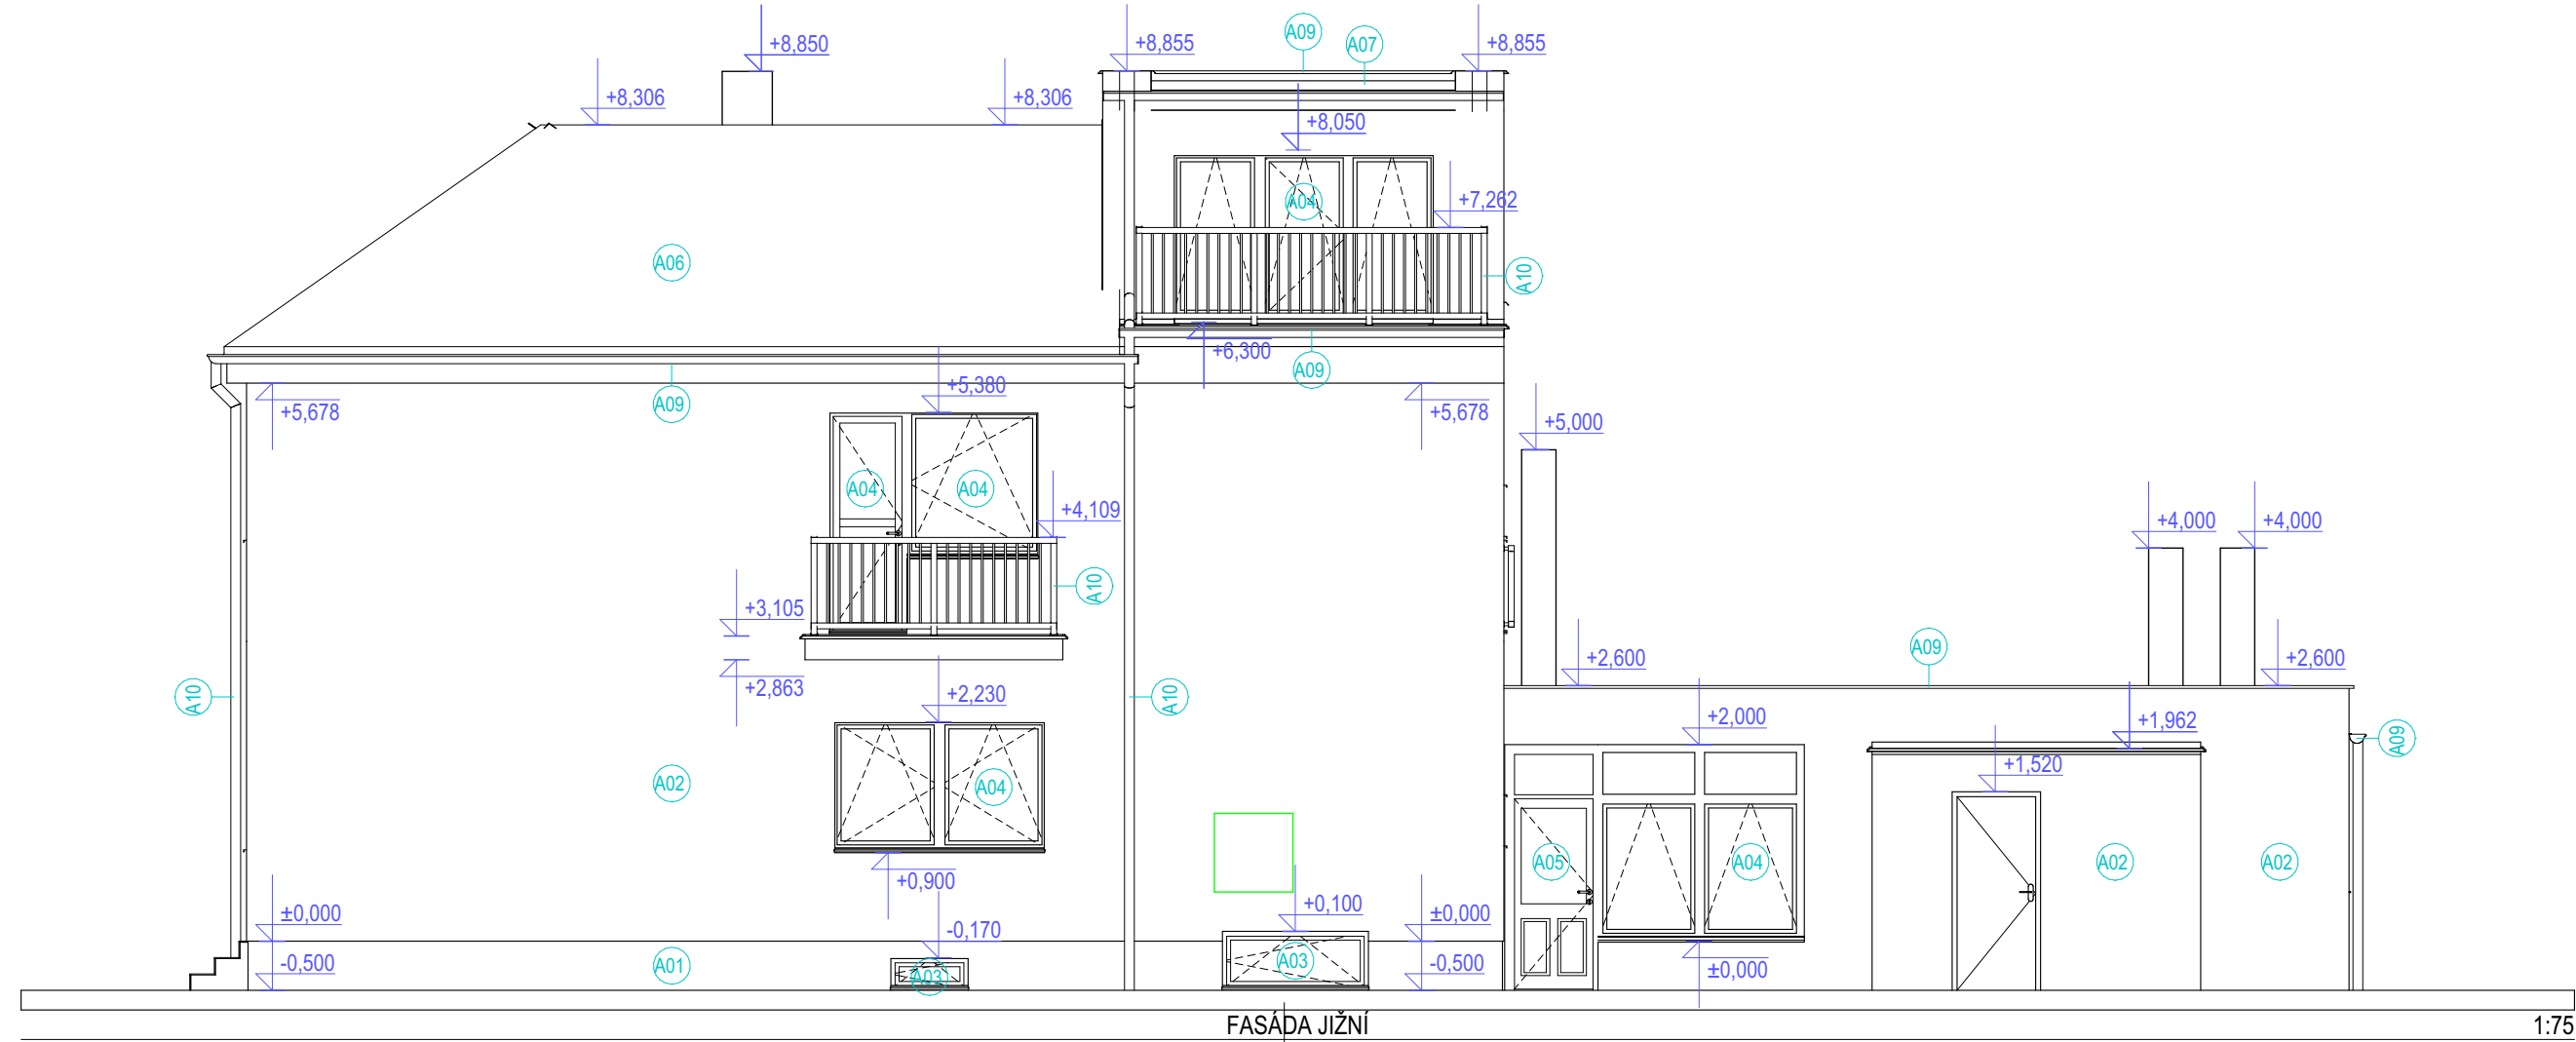 A09
A07
+8,850
+8,855
+8,855
+8,306
+8,306
+8,050
A04
+7,262
A06
A10
+6,300
A09
+5,380
A09
+5,678
+5,678
+5,000
A04
A04
+4,109
+4,000
+4,000
A10
+3,105
+2,863
A09
+2,600
+2,600
A10
A10
+2,230
+2,000
+1,962
A09
+1,520
A02
A04
A05
A04
A02
A02
+0,900
+0,100
±0,000
±0,000
-0,170
-0,500
A01
A03
A03
-0,500
±0,000
FASÁDA JIŽNÍ
1:75